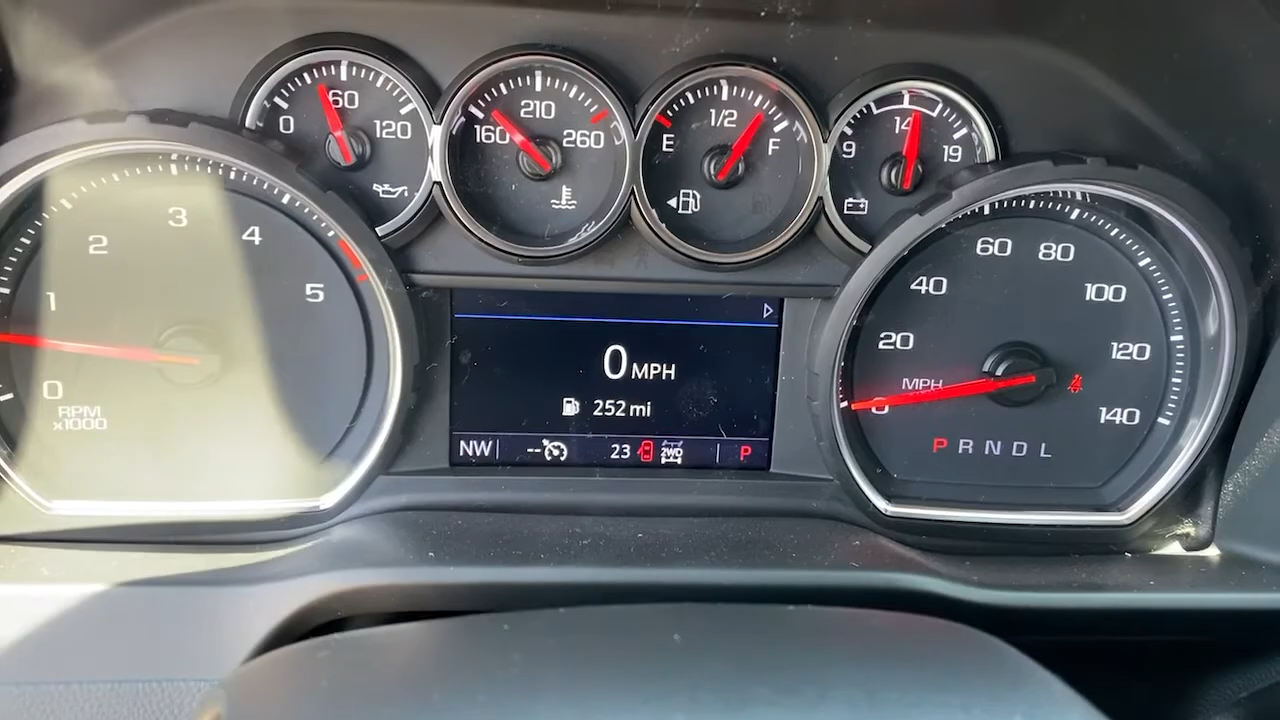 0 60 120
160 210 260
E 1/2 F
9 14 19
0 1 2 3 4 5
RPM
x1000
0 MPH
252 mi
NW -- 23 2WD P
0 20 40 60 80 100 120 140
MPH
P R N D L